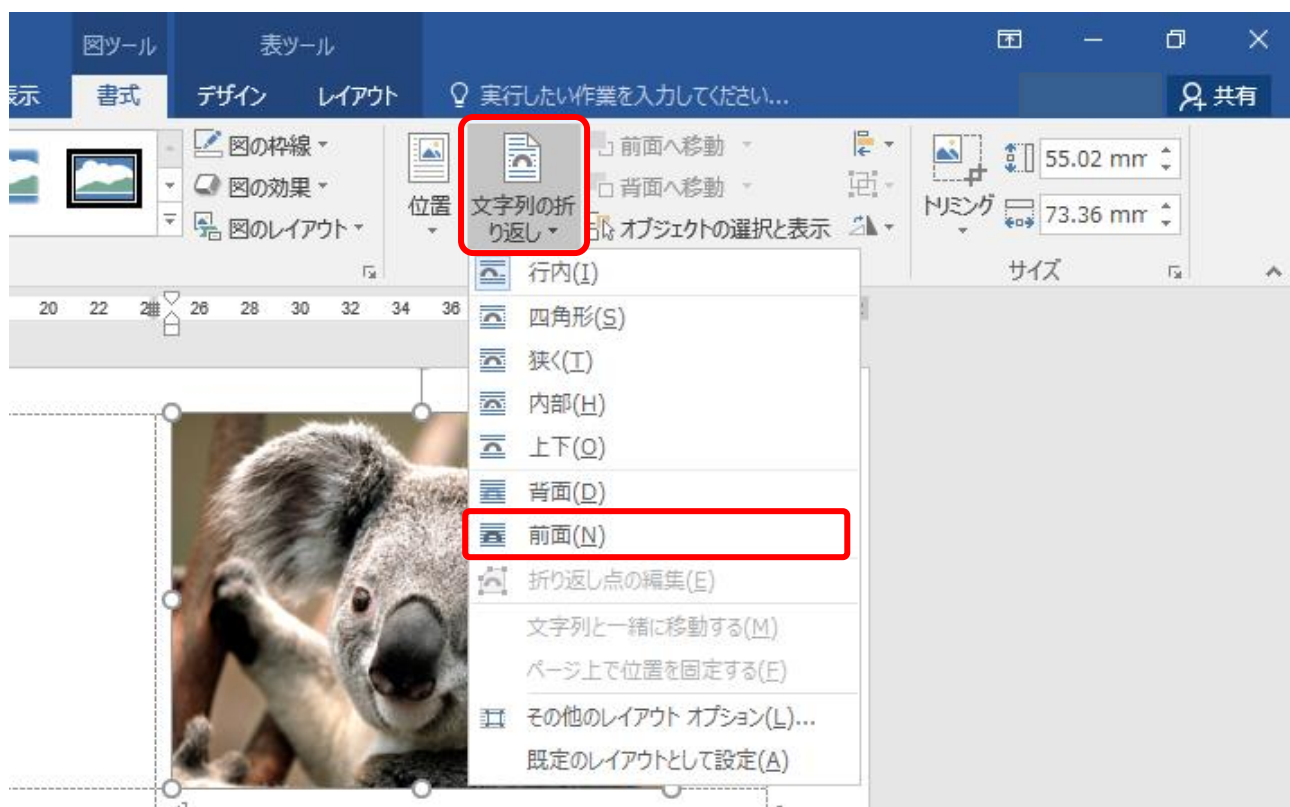 図ツール 表ツール
表示 書式 デザイン レイアウト 実行したい作業を入力してください... 共有
図の枠線
図の効果
図のレイアウト
位置
文字列の折
り返し
前面へ移動
背面へ移動
オブジェクトの選択と表示
トリミング
55.02 mm
73.36 mm
サイズ
20 22 24 26 28 30 32 34 36
行内(I)
四角形(S)
狭く(T)
内部(H)
上下(O)
背面(D)
前面(N)
折り返し点の編集(E)
文字列と一緒に移動する(M)
ページ上で位置を固定する(F)
その他のレイアウト オプション(L)...
既定のレイアウトとして設定(A)